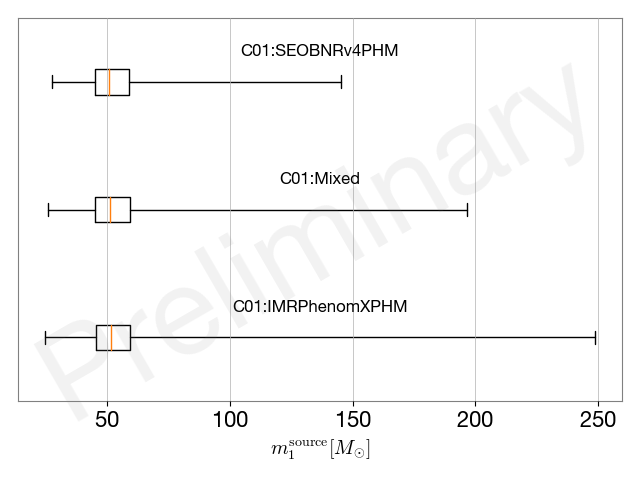 C01:SEOBNRv4PHM
C01:Mixed
C01:IMRPhenomXPHM
Preliminary
50 100 150 200 250
m₁^source [M⊙]